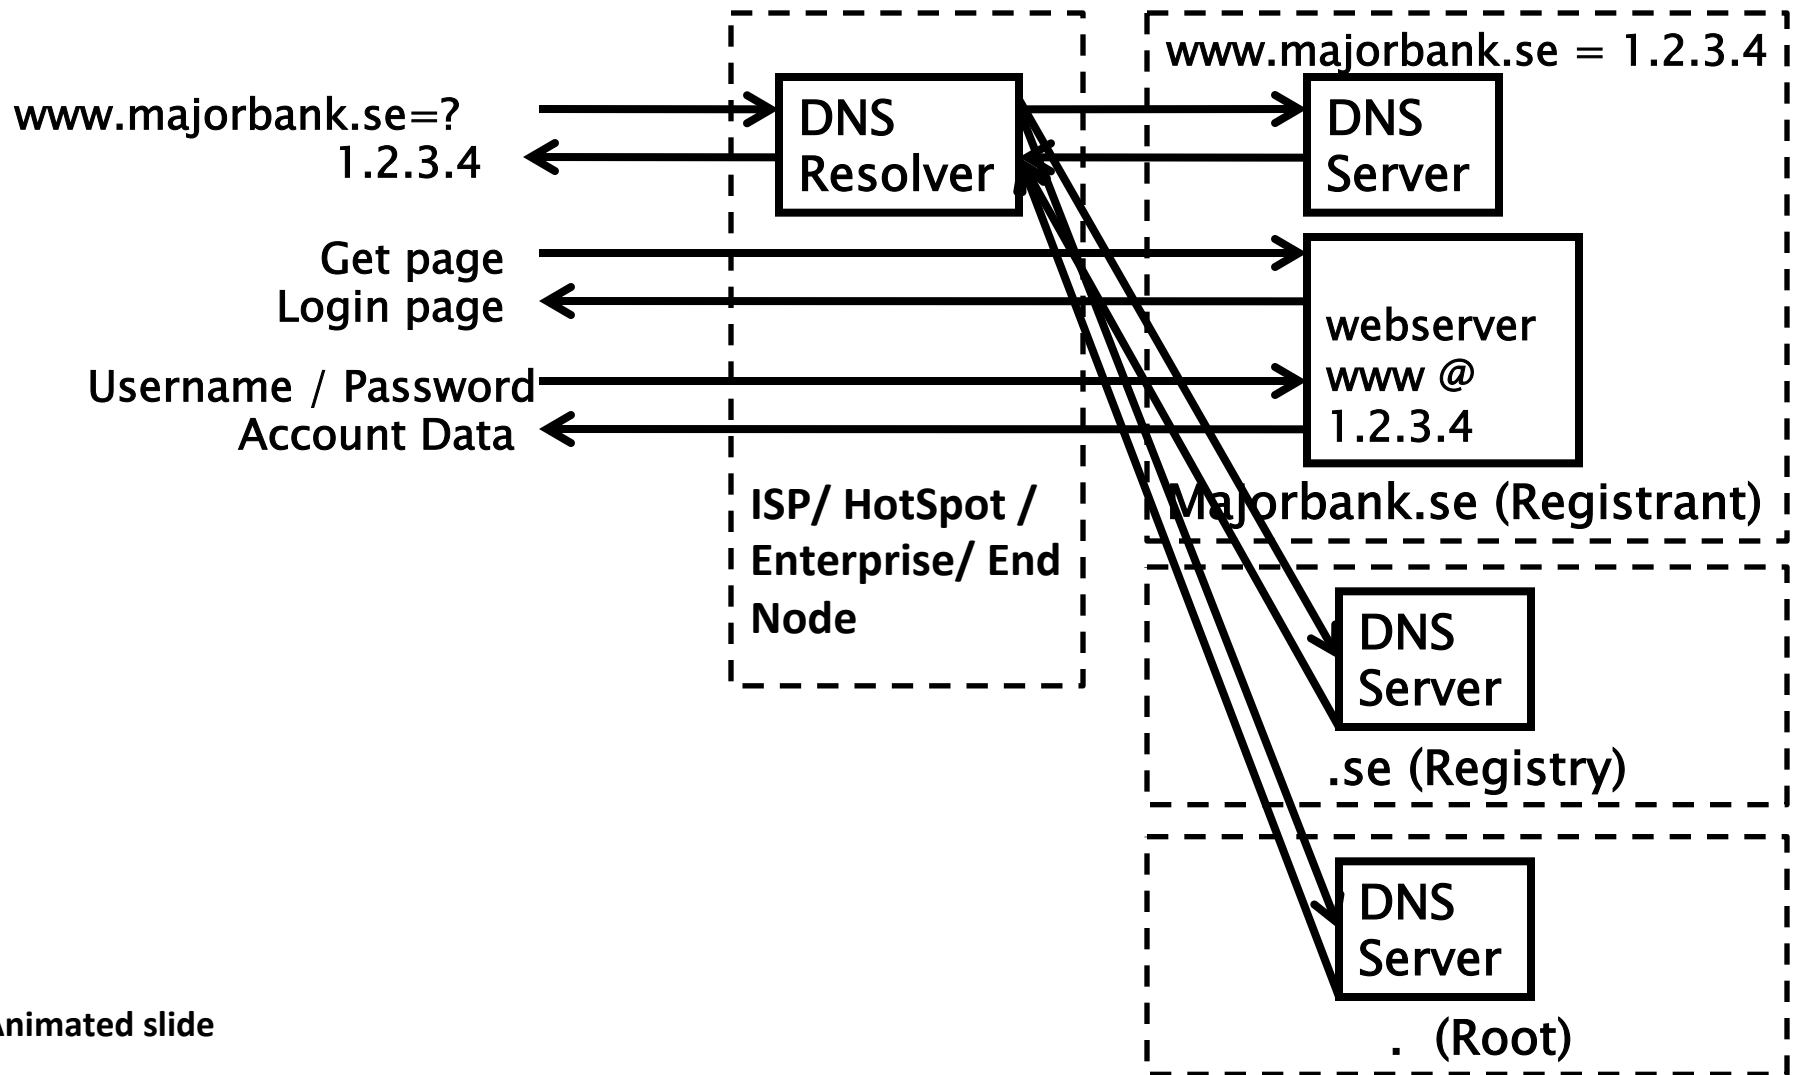 www.majorbank.se = 1.2.3.4
www.majorbank.se=?
1.2.3.4
DNS
Resolver
DNS
Server
Get page
Login page
Username / Password
Account Data
webserver
www @
1.2.3.4
ISP/ HotSpot /
Enterprise/ End
Node
Majorbank.se (Registrant)
DNS
Server
.se (Registry)
DNS
Server
. (Root)
Animated slide